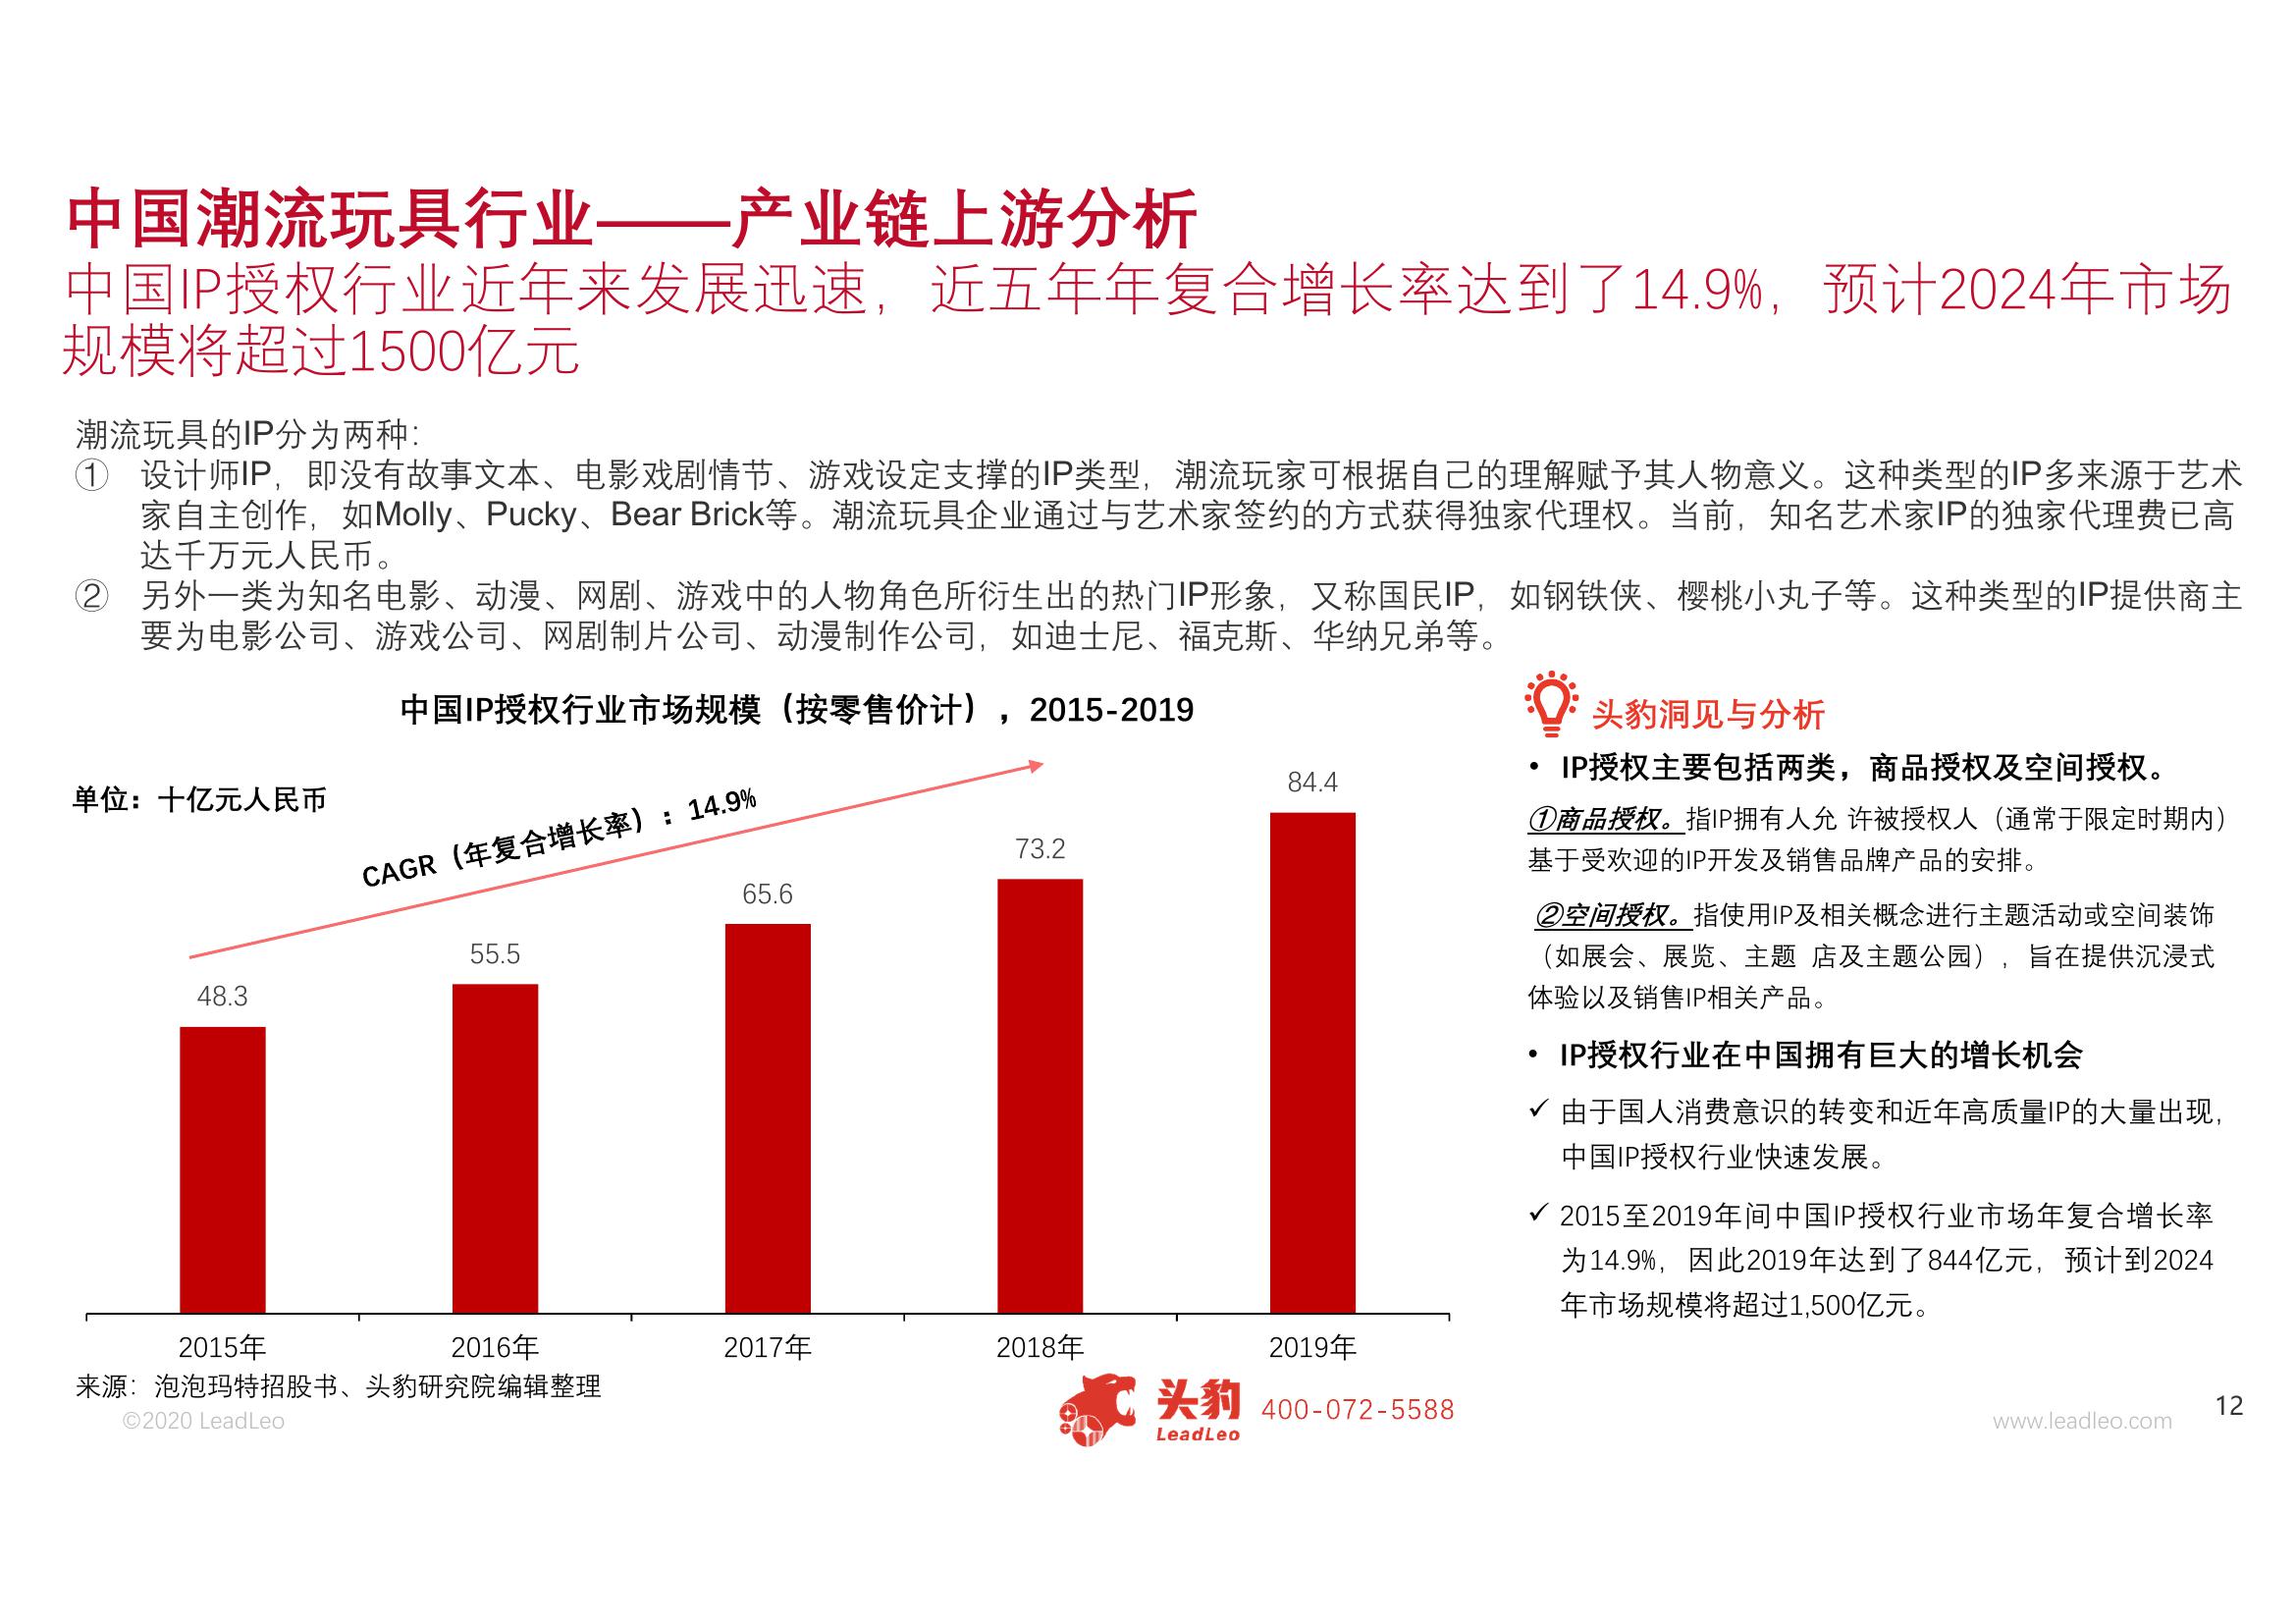 中国潮流玩具行业——产业链上游分析
中国IP授权行业近年来发展迅速，近五年年复合增长率达到了14.9%，预计2024年市场
规模将超过1500亿元
潮流玩具的IP分为两种：
① 设计师IP，即没有故事文本、电影戏剧情节、游戏设定支撑的IP类型，潮流玩家可根据自己的理解赋予其人物意义。这种类型的IP多来源于艺术
家自主创作，如Molly、Pucky、Bear Brick等。潮流玩具企业通过与艺术家签约的方式获得独家代理权。当前，知名艺术家IP的独家代理费已高
达千万元人民币。
② 另外一类为知名电影、动漫、网剧、游戏中的人物角色所衍生出的热门IP形象，又称国民IP，如钢铁侠、樱桃小丸子等。这种类型的IP提供商主
要为电影公司、游戏公司、网剧制片公司、动漫制作公司，如迪士尼、福克斯、华纳兄弟等。
中国IP授权行业市场规模（按零售价计），2015-2019
单位：十亿元人民币
CAGR（年复合增长率）：14.9%
48.3
55.5
65.6
73.2
84.4
2015年
2016年
2017年
2018年
2019年
来源：泡泡玛特招股书、头豹研究院编辑整理
头豹洞见与分析
• IP授权主要包括两类，商品授权及空间授权。
①商品授权。指IP拥有人允 许被授权人（通常于限定时期内）
基于受欢迎的IP开发及销售品牌产品的安排。
②空间授权。指使用IP及相关概念进行主题活动或空间装饰
（如展会、展览、主题 店及主题公园），旨在提供沉浸式
体验以及销售IP相关产品。
• IP授权行业在中国拥有巨大的增长机会
✓ 由于国人消费意识的转变和近年高质量IP的大量出现，
中国IP授权行业快速发展。
✓ 2015至2019年间中国IP授权行业市场年复合增长率
为14.9%，因此2019年达到了844亿元，预计到2024
年市场规模将超过1,500亿元。
©2020 LeadLeo
头豹
LeadLeo
400-072-5588
www.leadleo.com
12